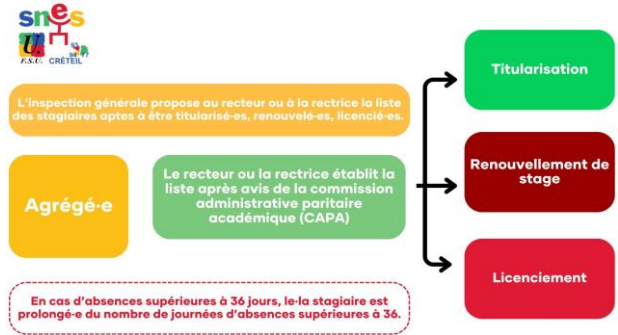 snes
U.
F.S.U. CRÉTEIL
L'inspection générale propose au recteur ou à la rectrice la liste
des stagiaires aptes à être titularisé·es, renouvelé·es, licencié·es.
Agrégé·e
Le recteur ou la rectrice établit la
liste après avis de la commission
administrative paritaire
académique (CAPA)
Titularisation
Renouvellement de
stage
Licenciement
En cas d'absences supérieures à 36 jours, le·la stagiaire est
prolongé·e du nombre de journées d'absences supérieures à 36.